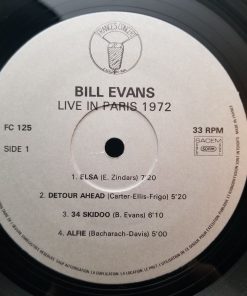 FRANCE'S CONCERT
BILL EVANS
LIVE IN PARIS 1972
FC 125
33 RPM
SIDE 1
SACEM
1. ELSA (E. Zindars) 7'20
2. DETOUR AHEAD (Carter-Ellis-Frigo) 5'20
3. 34 SKIDOO (B. Evans) 6'10
4. ALFIE (Bacharach-Davis) 5'00